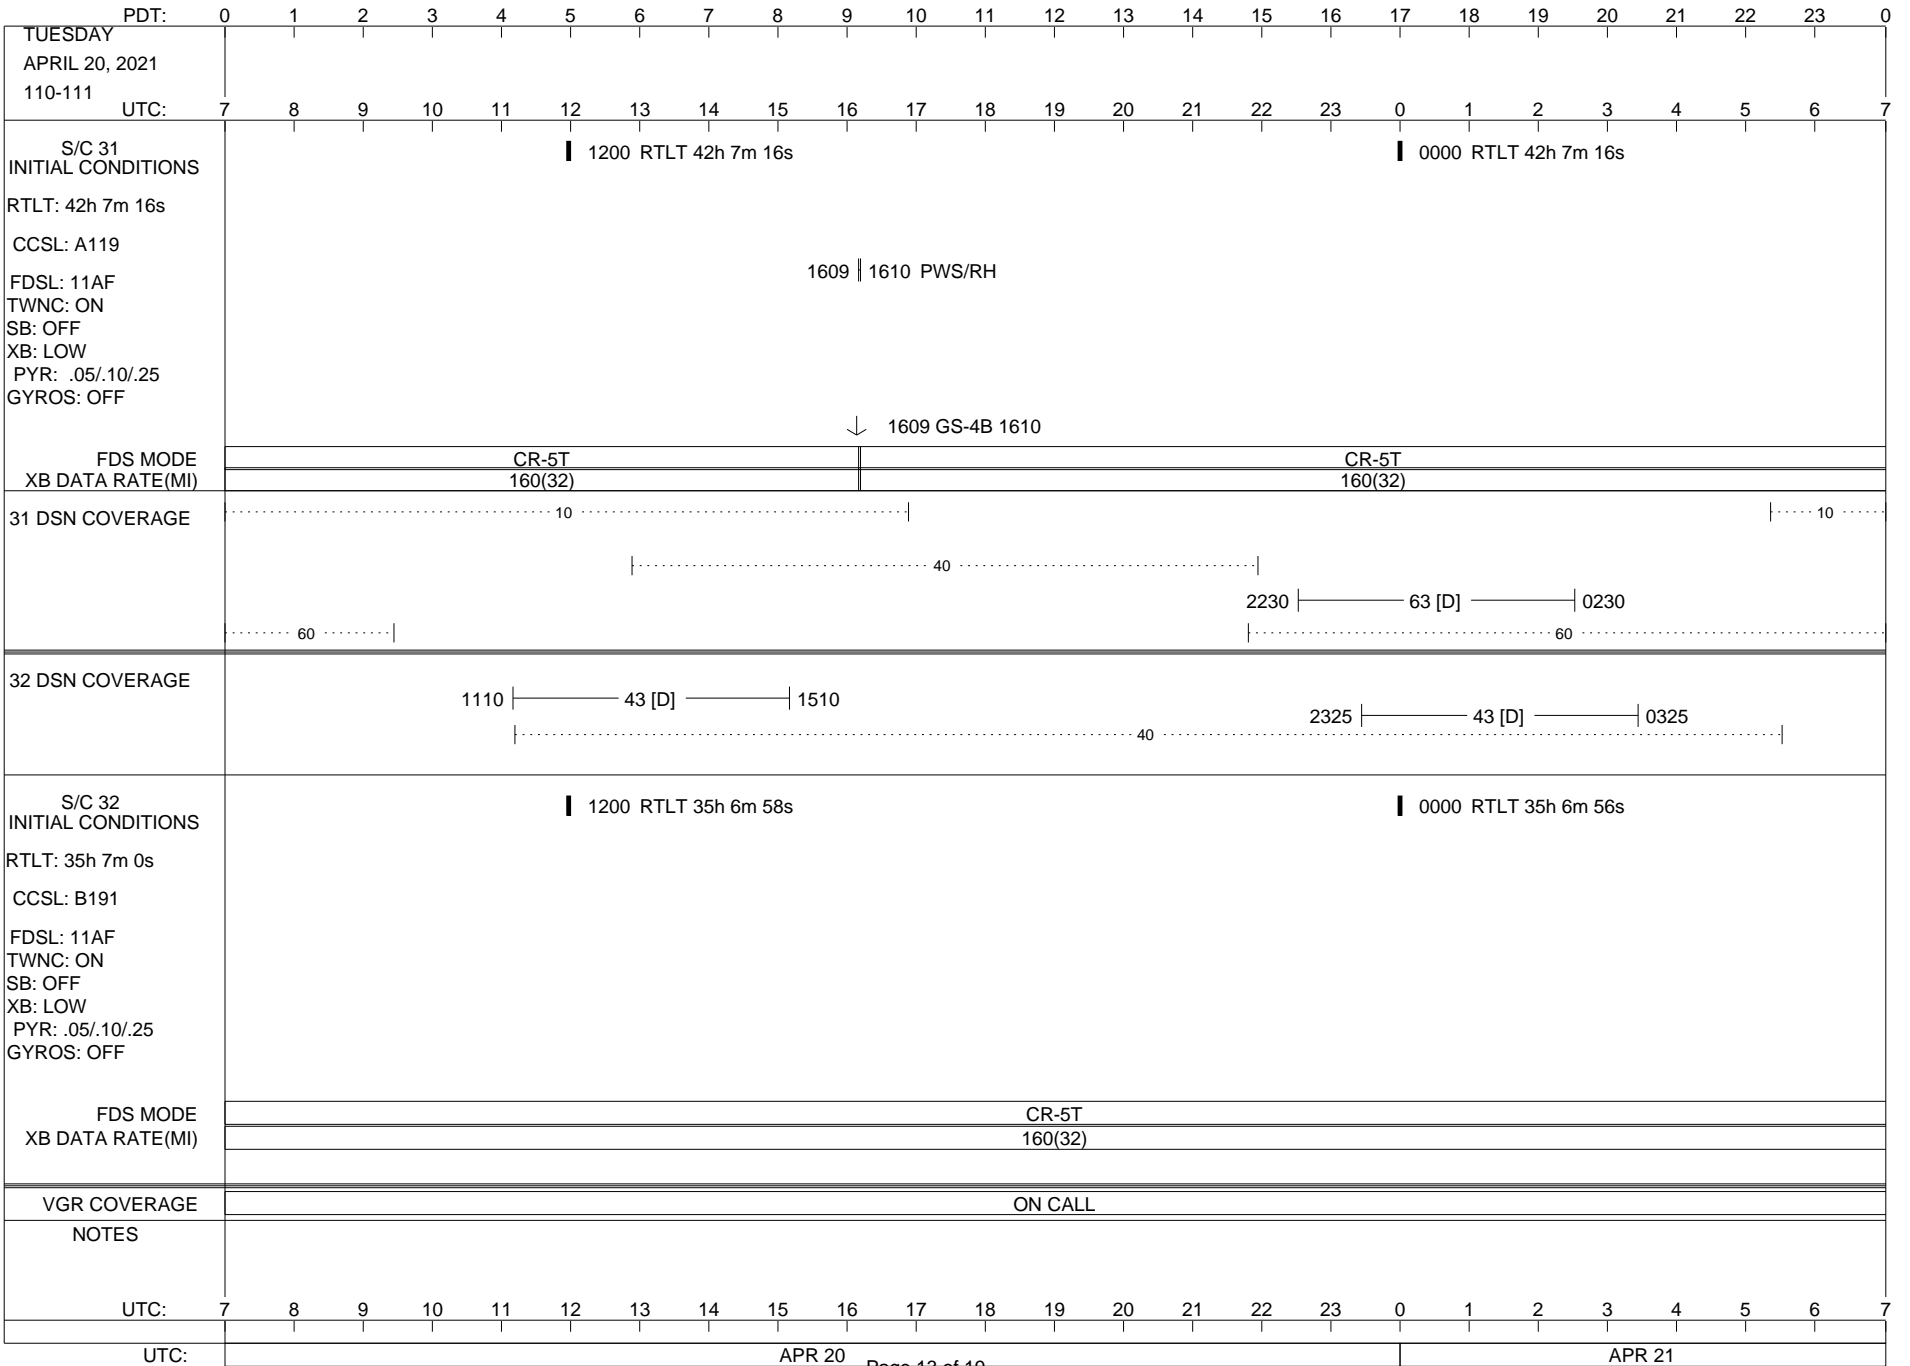 PDT: 0 1 2 3 4 5 6 7 8 9 10 11 12 13 14 15 16 17 18 19 20 21 22 23 0
TUESDAY
APRIL 20, 2021
110-111
UTC: 7 8 9 10 11 12 13 14 15 16 17 18 19 20 21 22 23 0 1 2 3 4 5 6 7
S/C 31
INITIAL CONDITIONS
1200 RTLT 42h 7m 16s
0000 RTLT 42h 7m 16s
RTLT: 42h 7m 16s
CCSL: A119
1609 1610 PWS/RH
FDSL: 11AF
TWNC: ON
SB: OFF
XB: LOW
PYR: .05/.10/.25
GYROS: OFF
1609 GS-4B 1610
FDS MODE CR-5T CR-5T
XB DATA RATE(MI) 160(32) 160(32)
31 DSN COVERAGE
10 10
40
2230 63 [D] 0230
60 60
32 DSN COVERAGE
1110 43 [D] 1510
2325 43 [D] 0325
40
S/C 32
INITIAL CONDITIONS
1200 RTLT 35h 6m 58s
0000 RTLT 35h 6m 56s
RTLT: 35h 7m 0s
CCSL: B191
FDSL: 11AF
TWNC: ON
SB: OFF
XB: LOW
PYR: .05/.10/.25
GYROS: OFF
FDS MODE CR-5T
XB DATA RATE(MI) 160(32)
VGR COVERAGE ON CALL
NOTES
UTC: 7 8 9 10 11 12 13 14 15 16 17 18 19 20 21 22 23 0 1 2 3 4 5 6 7
UTC: APR 20 APR 21
Page 13 of 19